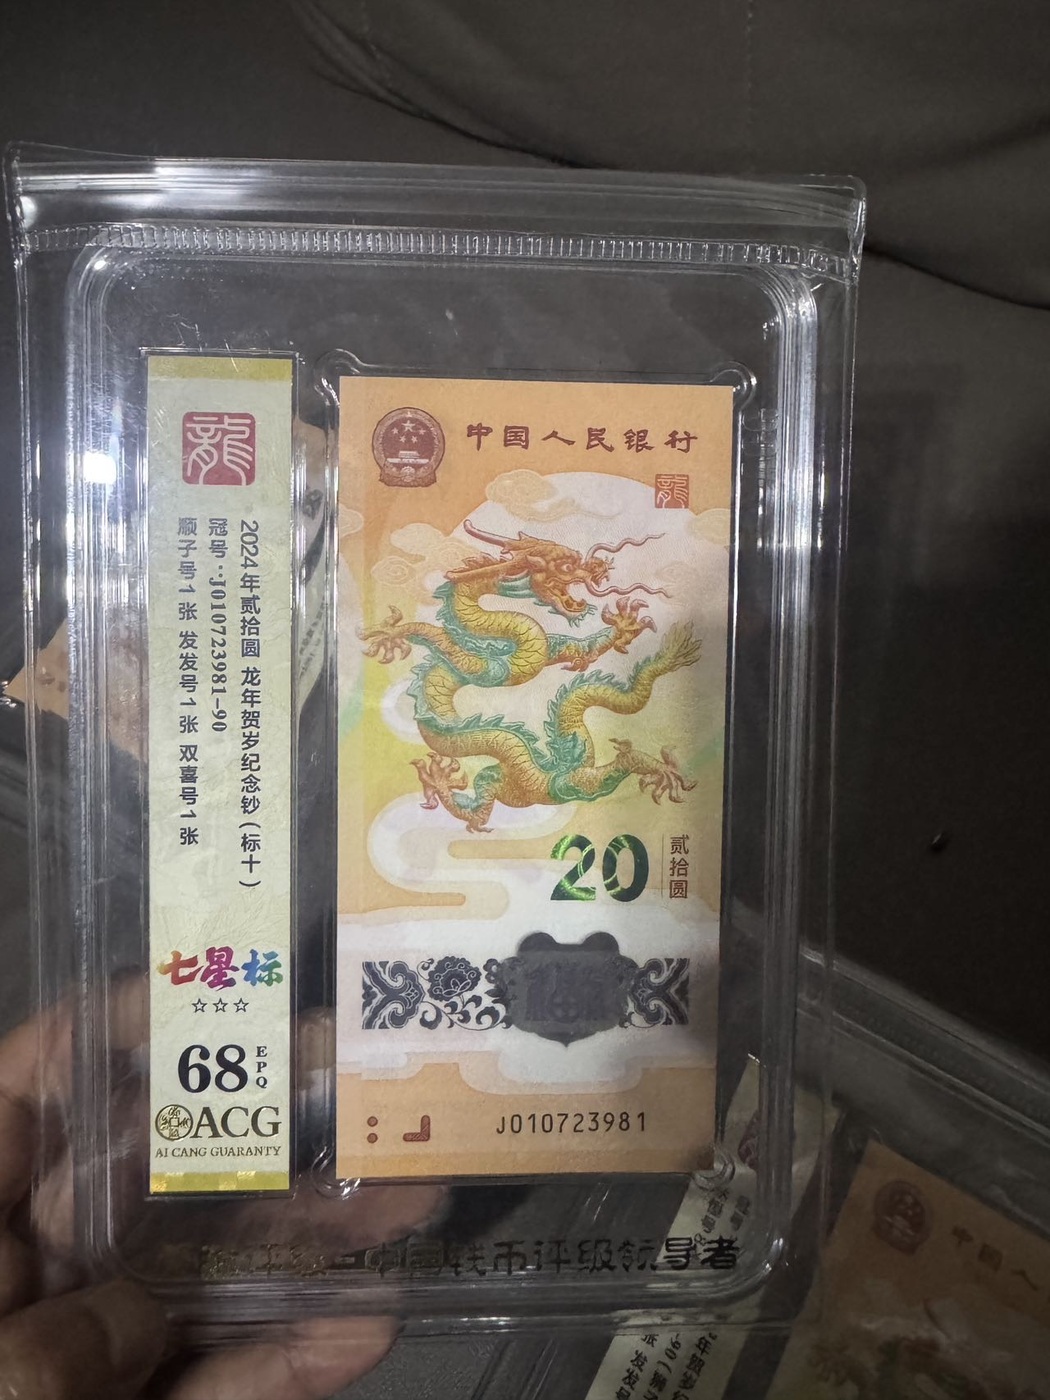 龍
2024年贰拾圆 龙年贺岁纪念钞(标十)
冠号·J010723981-90
顺子号1张 发发号1张 双喜号1张
七星标
☆☆☆
68 EPQ
ACG
AI CANG GUARANTY
中国人民银行
龍
20
贰拾圆
J010723981
中国钱币评级领导者
中国人